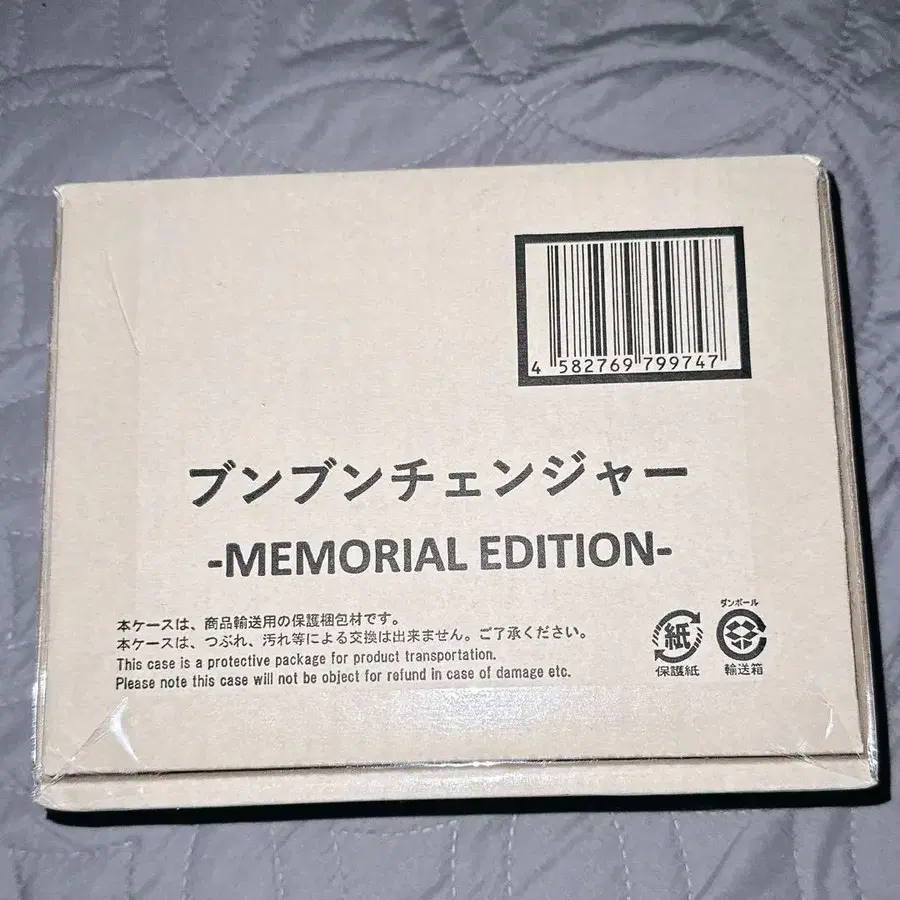 4 582769 799747
ブンブンチェンジャー
-MEMORIAL EDITION-
本ケースは、商品輸送用の保護梱包材です。
本ケースは、つぶれ、汚れ等による交換は出来ません。ご了承ください。
This case is a protective package for product transportation.
Please note this case will not be object for refund in case of damage etc.
紙
保護紙
ダンボール
輸送箱